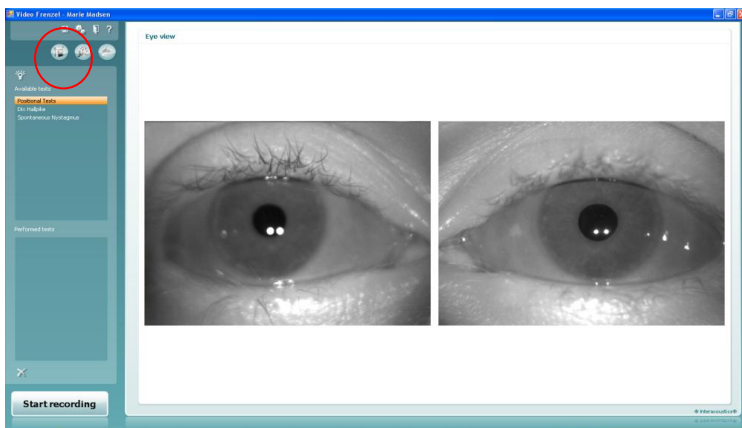 Video Frenzel - Marie Madsen
?
Eye view
Available tests
Positional Tests
Dix Hallpike
Spontaneous Nystagmus
Performed tests
Start recording
© Interacoustics®